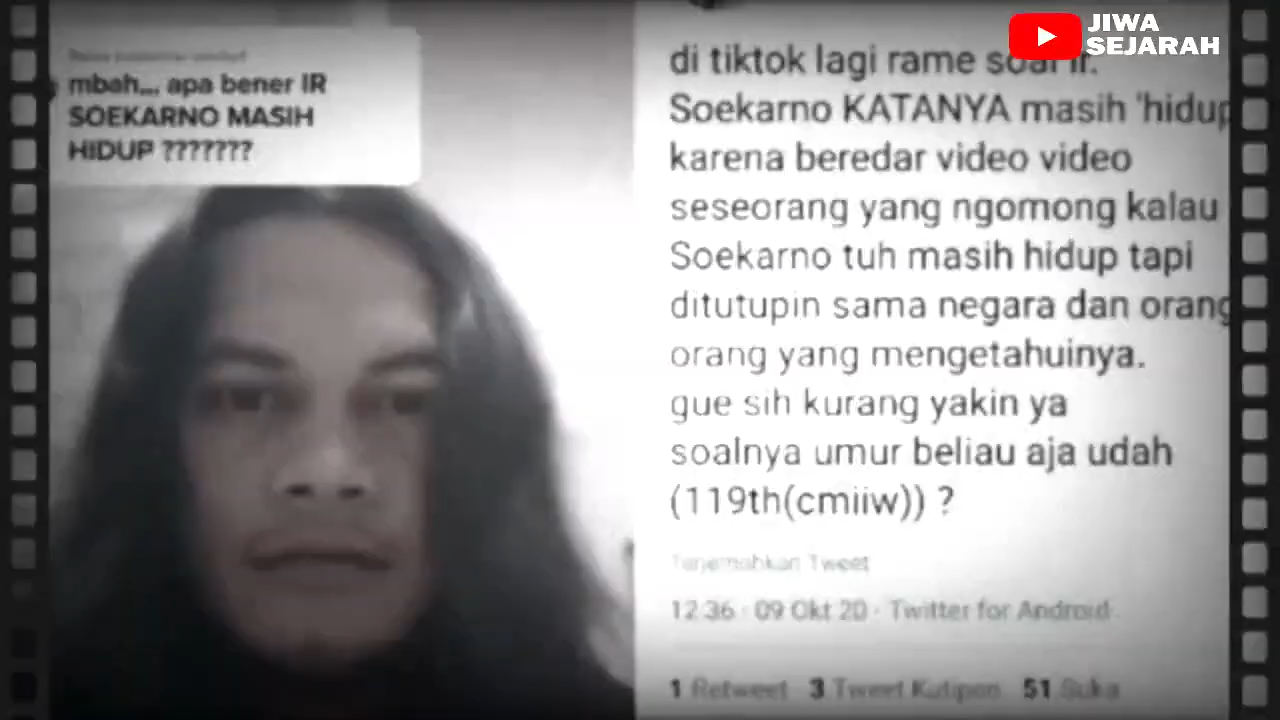 JIWA
SEJARAH
mbah,,, apa bener IR
SOEKARNO MASIH
HIDUP ???????
di tiktok lagi rame soal ir.
Soekarno KATANYA masih 'hidup
karena beredar video video
seseorang yang ngomong kalau
Soekarno tuh masih hidup tapi
ditutupin sama negara dan orang
orang yang mengetahuinya.
gue sih kurang yakin ya
soalnya umur beliau aja udah
(119th(cmiiw)) ?
Terjemahkan Tweet
12:36 · 09 Okt 20 · Twitter for Android
1 Retweet 3 Tweet Kutipan 51 Suka